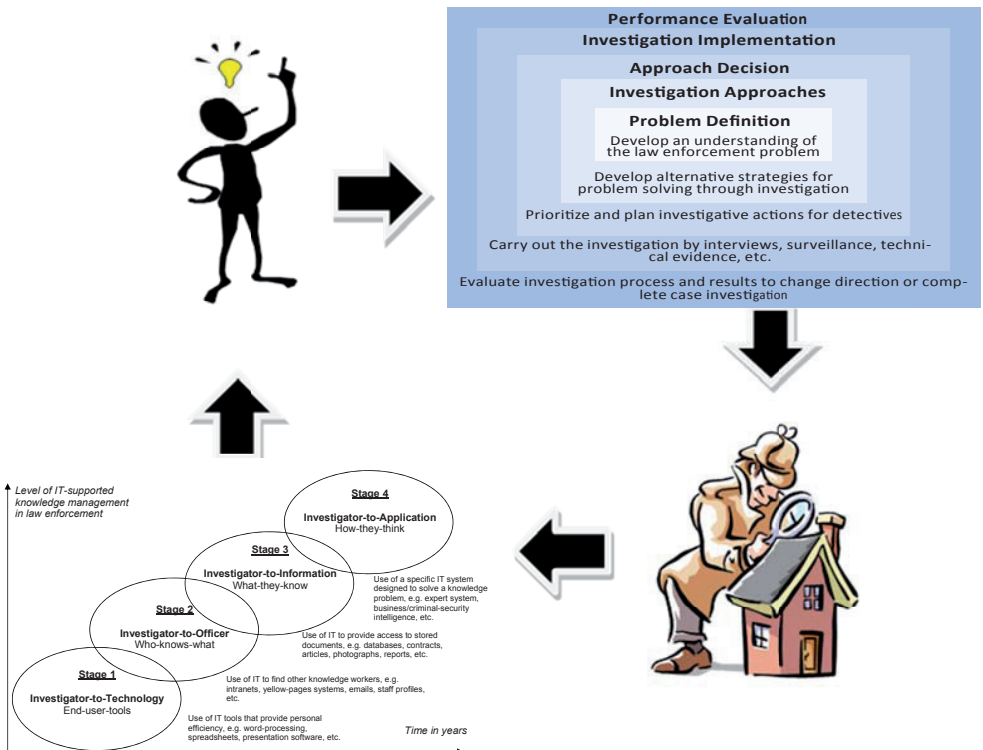 Performance Evaluation
Investigation Implementation
Approach Decision
Investigation Approaches
Problem Definition
Develop an understanding of
the law enforcement problem
Develop alternative strategies for
problem solving through investigation
Prioritize and plan investigative actions for detectives
Carry out the investigation by interviews, surveillance, techni-
cal evidence, etc.
Evaluate investigation process and results to change direction or comp-
lete case investigation
Level of IT-supported
knowledge management
in law enforcement
Stage 4
Investigator-to-Application
How-they-think
Stage 3
Investigator-to-Information
What-they-know
Use of a specific IT system
designed to solve a knowledge
problem, e.g. expert system,
business/criminal-security
intelligence, etc.
Stage 2
Investigator-to-Officer
Who-knows-what
Use of IT to provide access to stored
documents, e.g. databases, contracts,
articles, photographs, reports, etc.
Stage 1
Investigator-to-Technology
End-user-tools
Use of IT to find other knowledge workers, e.g.
intranets, yellow-pages systems, emails, staff profiles,
etc.
Use of IT tools that provide personal
efficiency, e.g. word-processing,
spreadsheets, presentation software, etc.
Time in years